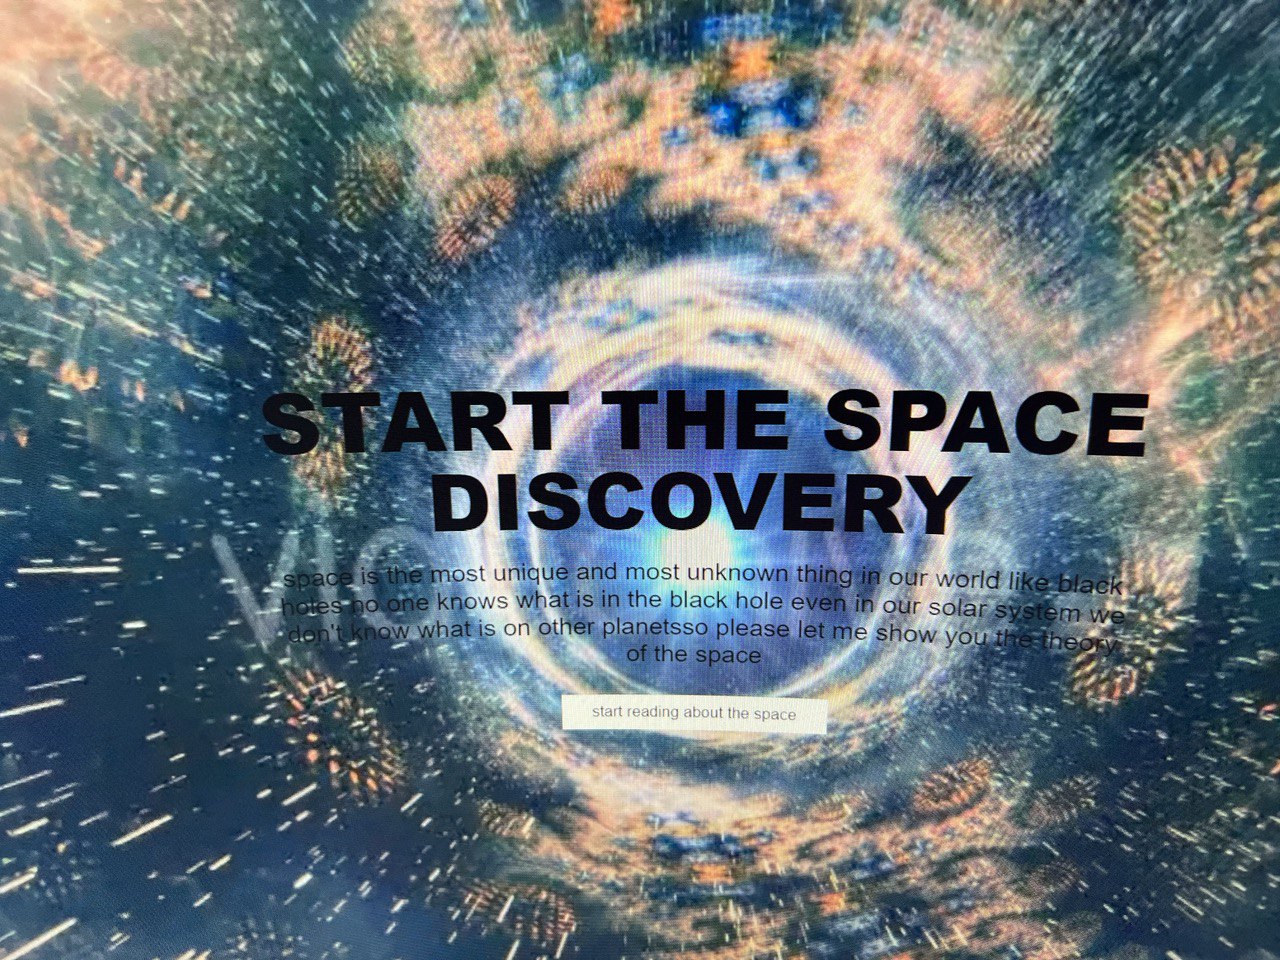 START THE SPACE
DISCOVERY
space is the most unique and most unknown thing in our world like black
holes no one knows what is in the black hole even in our solar system we
don't know what is on other planetsso please let me show you the theory
of the space
start reading about the space